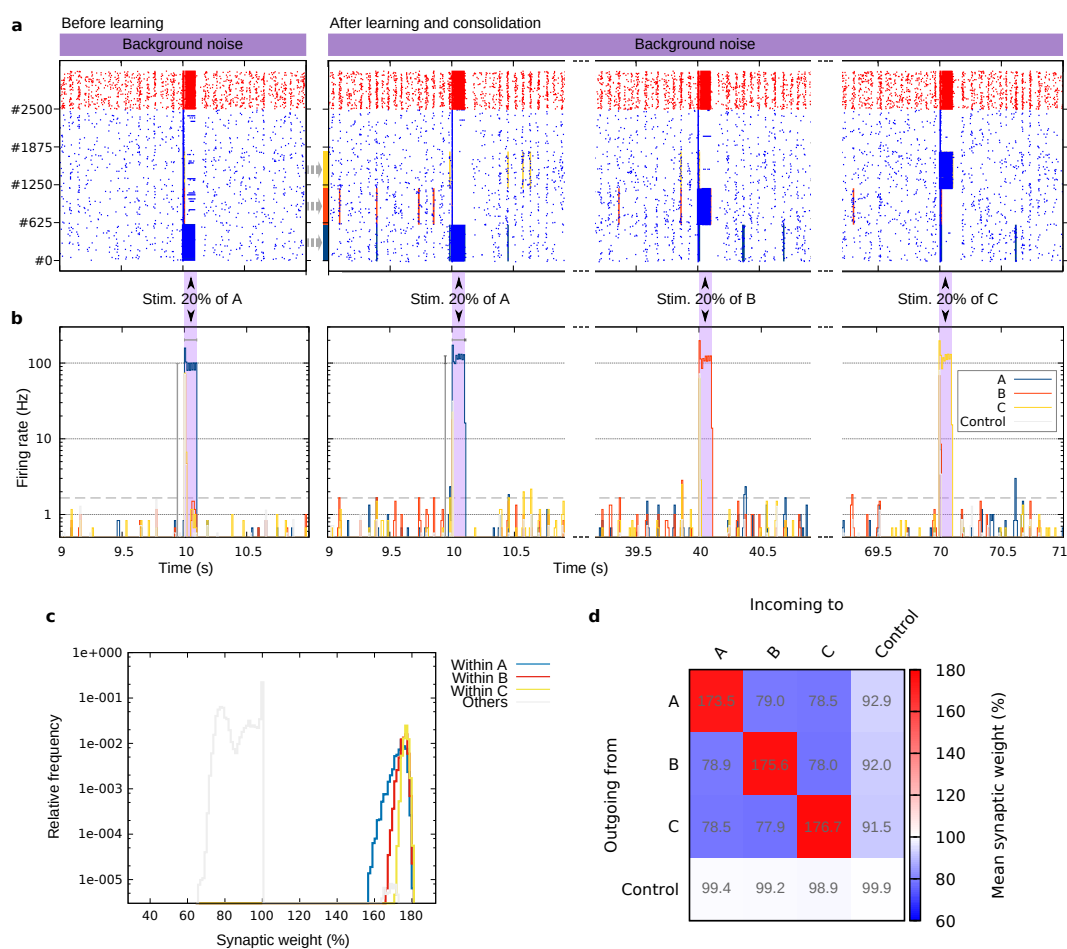 a
Before learning
After learning and consolidation
Background noise
Background noise
#2500
#1875
#1250
#625
#0
Stim. 20% of A
Stim. 20% of A
Stim. 20% of B
Stim. 20% of C
b
Firing rate (Hz)
100
10
1
A
B
C
Control
9 9.5 10 10.5
9 9.5 10 10.5
39.5 40 40.5
69.5 70 70.5 71
Time (s)
Time (s)
c
Relative frequency
1e+000
1e-001
1e-002
1e-003
1e-004
1e-005
40 60 80 100 120 140 160 180
Synaptic weight (%)
Within A
Within B
Within C
Others
d
Incoming to
A B C Control
Outgoing from
A 173.5 79.0 78.5 92.9
B 78.9 175.6 78.0 92.0
C 78.5 77.9 176.7 91.5
Control 99.4 99.2 98.9 99.9
180
160
140
120
100
80
60
Mean synaptic weight (%)